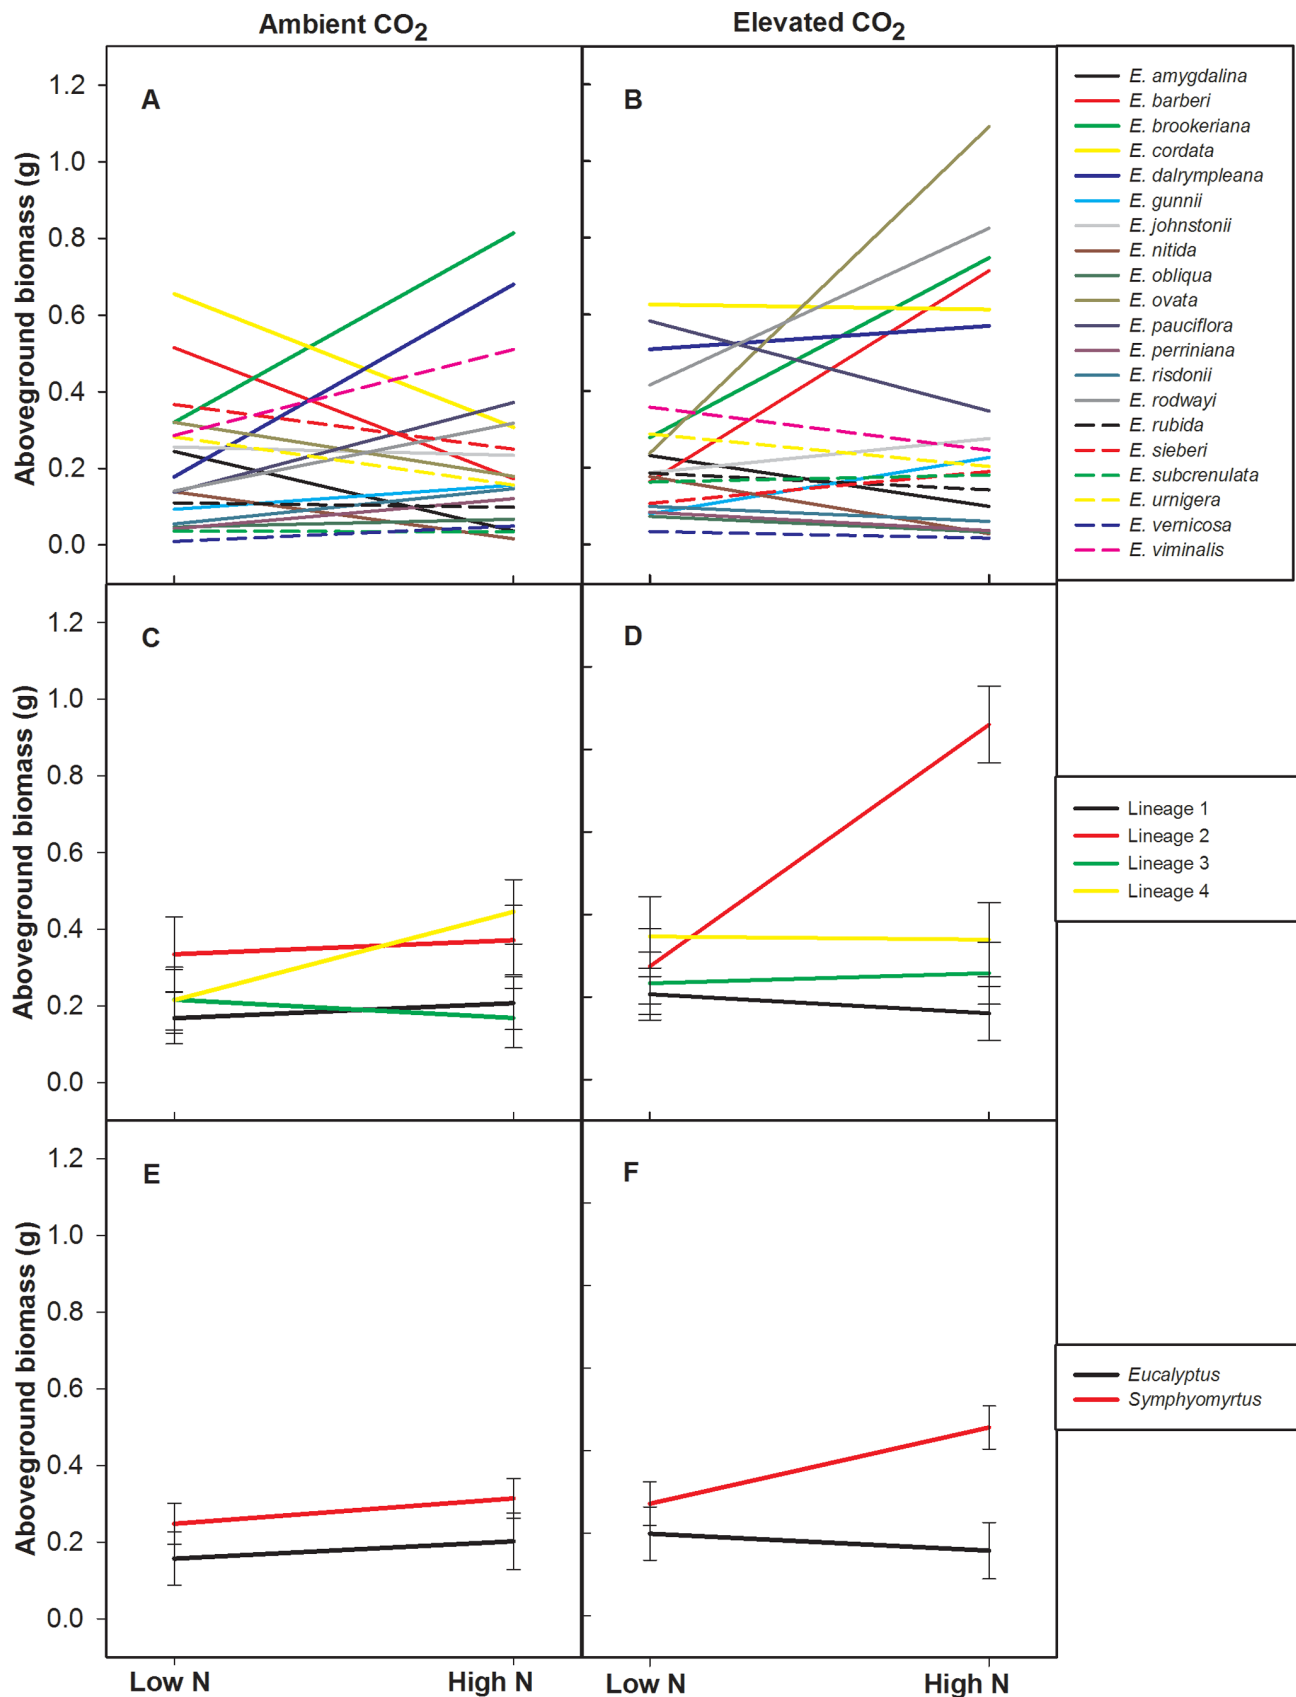 Ambient CO2
Elevated CO2
Aboveground biomass (g)
1.2
1.0
0.8
0.6
0.4
0.2
0.0
A
B
E. amygdalina
E. barberi
E. brookeriana
E. cordata
E. dalrympleana
E. gunnii
E. johnstonii
E. nitida
E. obliqua
E. ovata
E. pauciflora
E. perriniana
E. risdonii
E. rodwayi
E. rubida
E. sieberi
E. subcrenulata
E. urnigera
E. vernicosa
E. viminalis
Aboveground biomass (g)
1.2
1.0
0.8
0.6
0.4
0.2
0.0
C
D
Lineage 1
Lineage 2
Lineage 3
Lineage 4
Aboveground biomass (g)
1.2
1.0
0.8
0.6
0.4
0.2
0.0
E
F
Eucalyptus
Symphyomyrtus
Low N
High N
Low N
High N